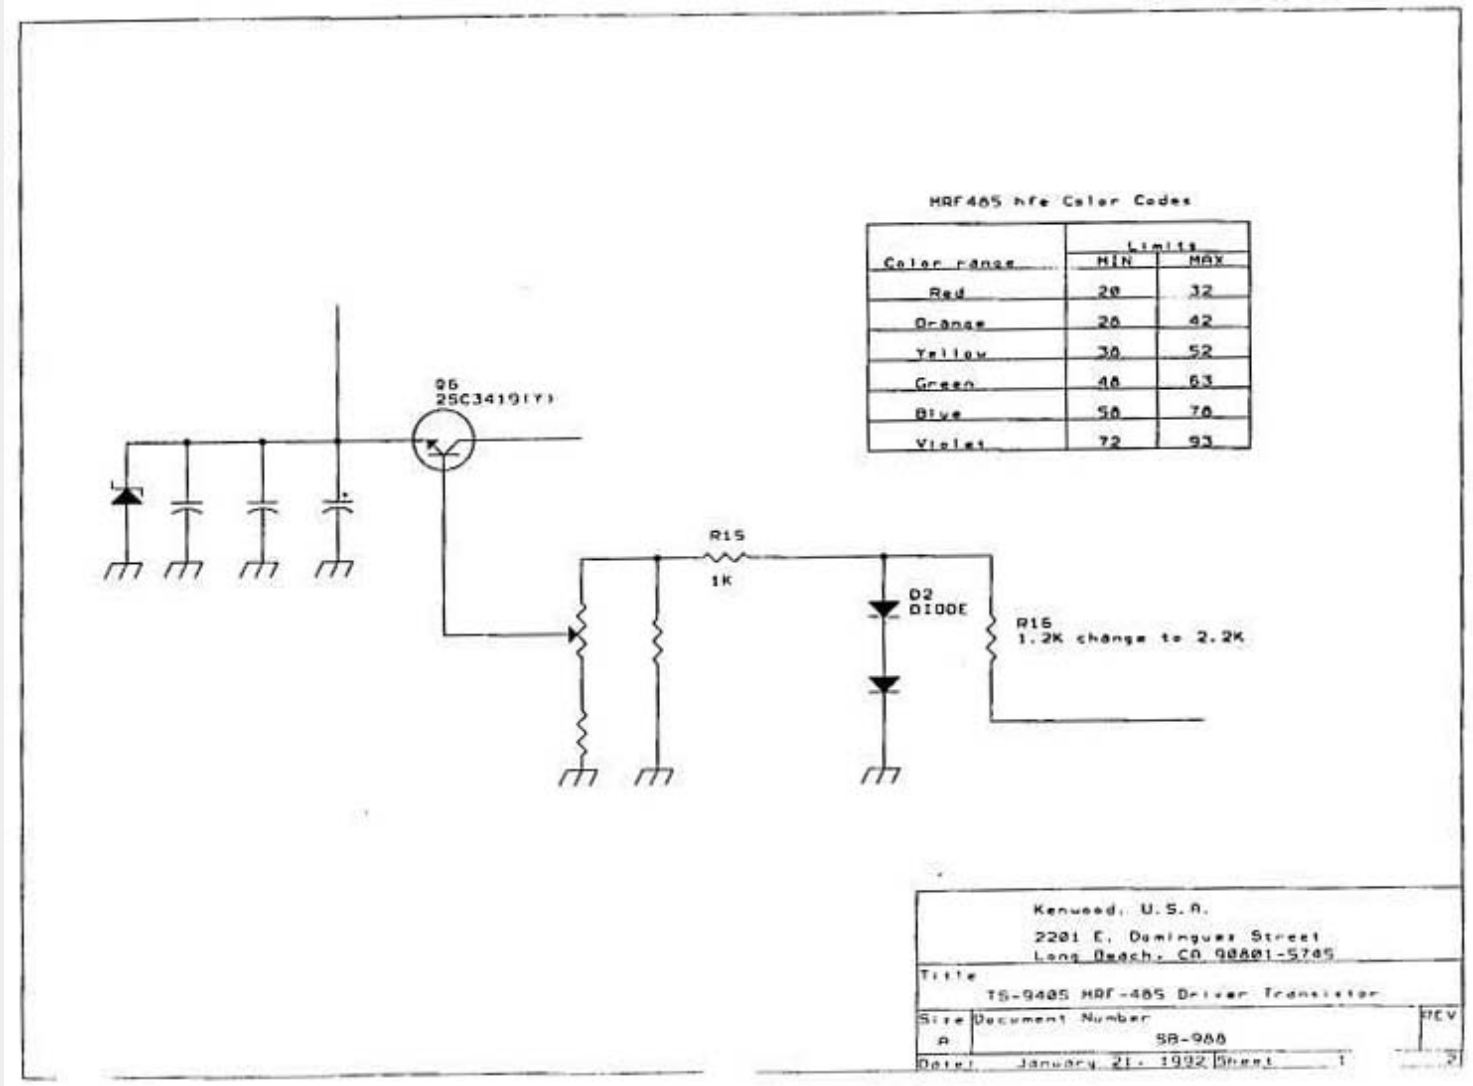 MRF485 hfe Color Codes
Limits
Color range MIN MAX
Red 20 32
Orange 28 42
Yellow 38 52
Green 48 63
Blue 58 78
Violet 72 93
Q6
2SC3419(Y)
R15
1K
D2
DIODE
R16
1.2K change to 2.2K
Kenwood, U.S.A.
2201 E. Dominguez Street
Long Beach, CA 90801-5745
Title
TS-940S MRF-485 Driver Transistor
Size Document Number REV
A SB-988
Date: January 21, 1992 Sheet 1 2